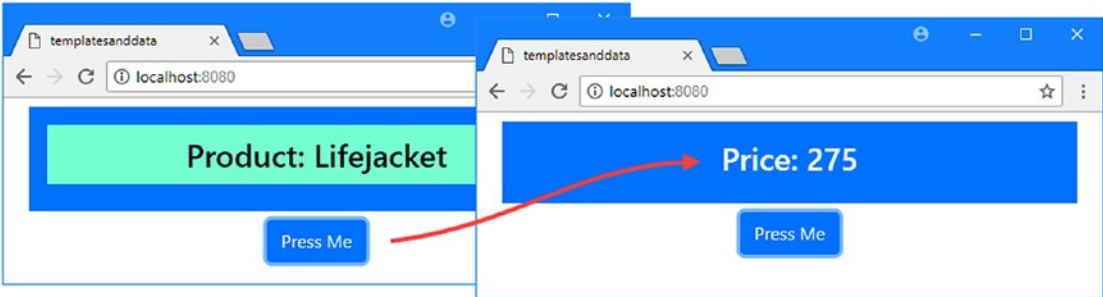 templatesanddata
localhost:8080
Product: Lifejacket
Press Me
templatesanddata
localhost:8080
Price: 275
Press Me